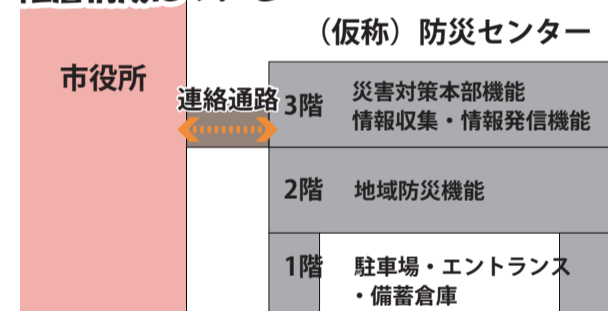 （仮称）防災センター
市役所
連絡通路
3階
災害対策本部機能
情報収集・情報発信機能
2階
地域防災機能
1階
駐車場・エントランス
・備蓄倉庫